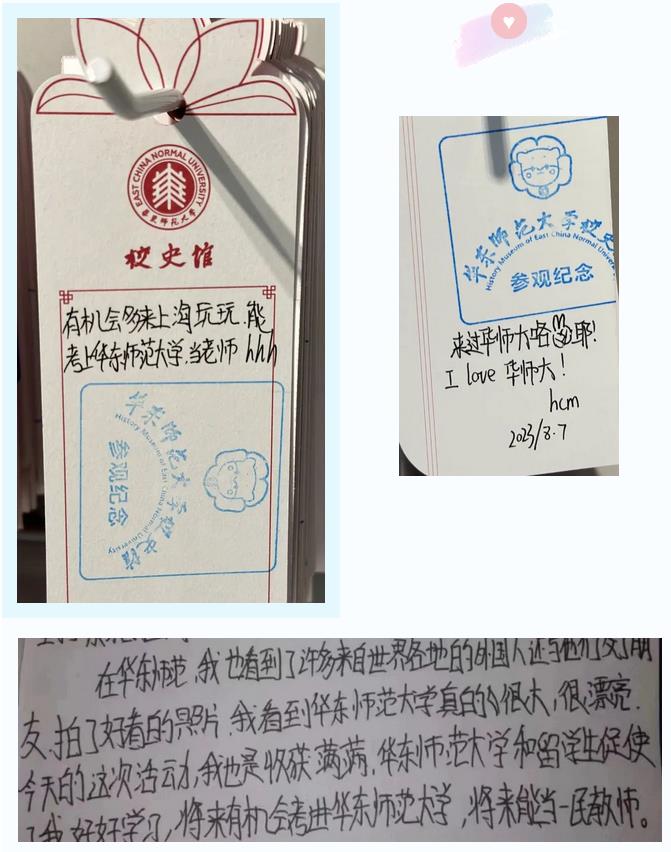 EAST CHINA NORMAL UNIVERSITY
华东师范大学
校史馆
有机会多来上海玩玩.能
考上华东师范大学,当老师 hhh
华东师范大学校史馆
History Museum of East China Normal University
参观纪念
华东师范大学校史
History Museum of East China Normal Univers
参观纪念
来过华师大咯 耶!
I love 华师大!
hcm
2023/8.7
在华东师范,我也看到了许多来自世界各地的外国人还与他们交了朋
友.拍了好看的照片.我看到华东师范大学真的很大,很漂亮.
今天的这次活动,我也是收获满满,华东师范大学和留学生促使
了我好好学习,将来有机会考进华东师范大学,将来能当一民教师。